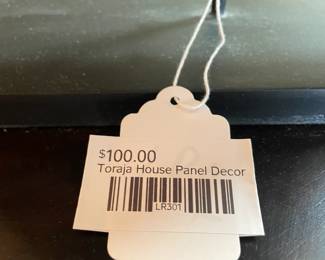 $100.00
Toraja House Panel Decor
LR301